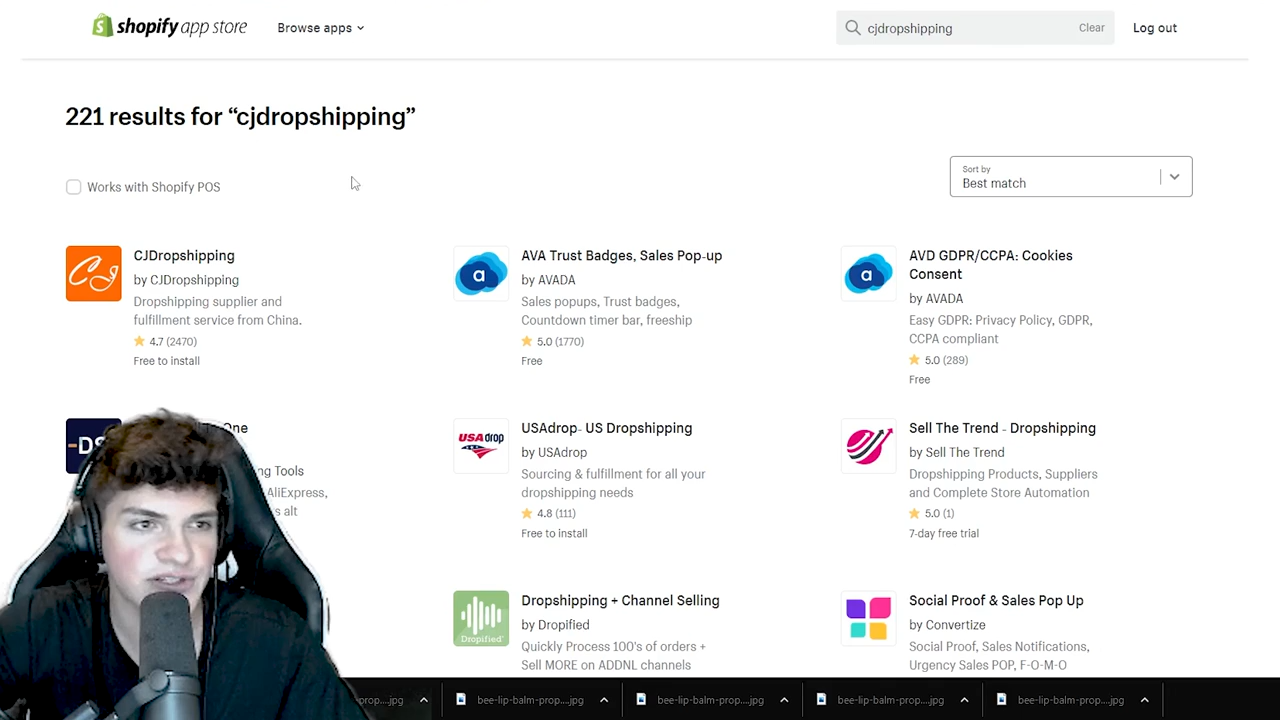 shopify app store
Browse apps
cjdropshipping
Clear
Log out
221 results for “cjdropshipping”
Works with Shopify POS
Sort by
Best match
CJ
CJDropshipping
by CJDropshipping
Dropshipping supplier and
fulfillment service from China.
4.7 (2470)
Free to install
a
AVA Trust Badges, Sales Pop-up
by AVADA
Sales popups, Trust badges,
Countdown timer bar, freeship
5.0 (1770)
Free
a
AVD GDPR/CCPA: Cookies
Consent
by AVADA
Easy GDPR: Privacy Policy, GDPR,
CCPA compliant
5.0 (289)
Free
-DS
One
ng Tools
AliExpress,
s alt
USAdrop
USAdrop- US Dropshipping
by USAdrop
Sourcing & fulfillment for all your
dropshipping needs
4.8 (111)
Free to install
Sell The Trend - Dropshipping
by Sell The Trend
Dropshipping Products, Suppliers
and Complete Store Automation
5.0 (1)
7-day free trial
Dropified
Dropshipping + Channel Selling
by Dropified
Quickly Process 100's of orders +
Sell MORE on ADDNL channels
Social Proof & Sales Pop Up
by Convertize
Social Proof, Sales Notifications,
Urgency Sales POP, F-O-M-O
prop....jpg
bee-lip-balm-prop....jpg
bee-lip-balm-prop....jpg
bee-lip-balm-prop....jpg
bee-lip-balm-prop....jpg